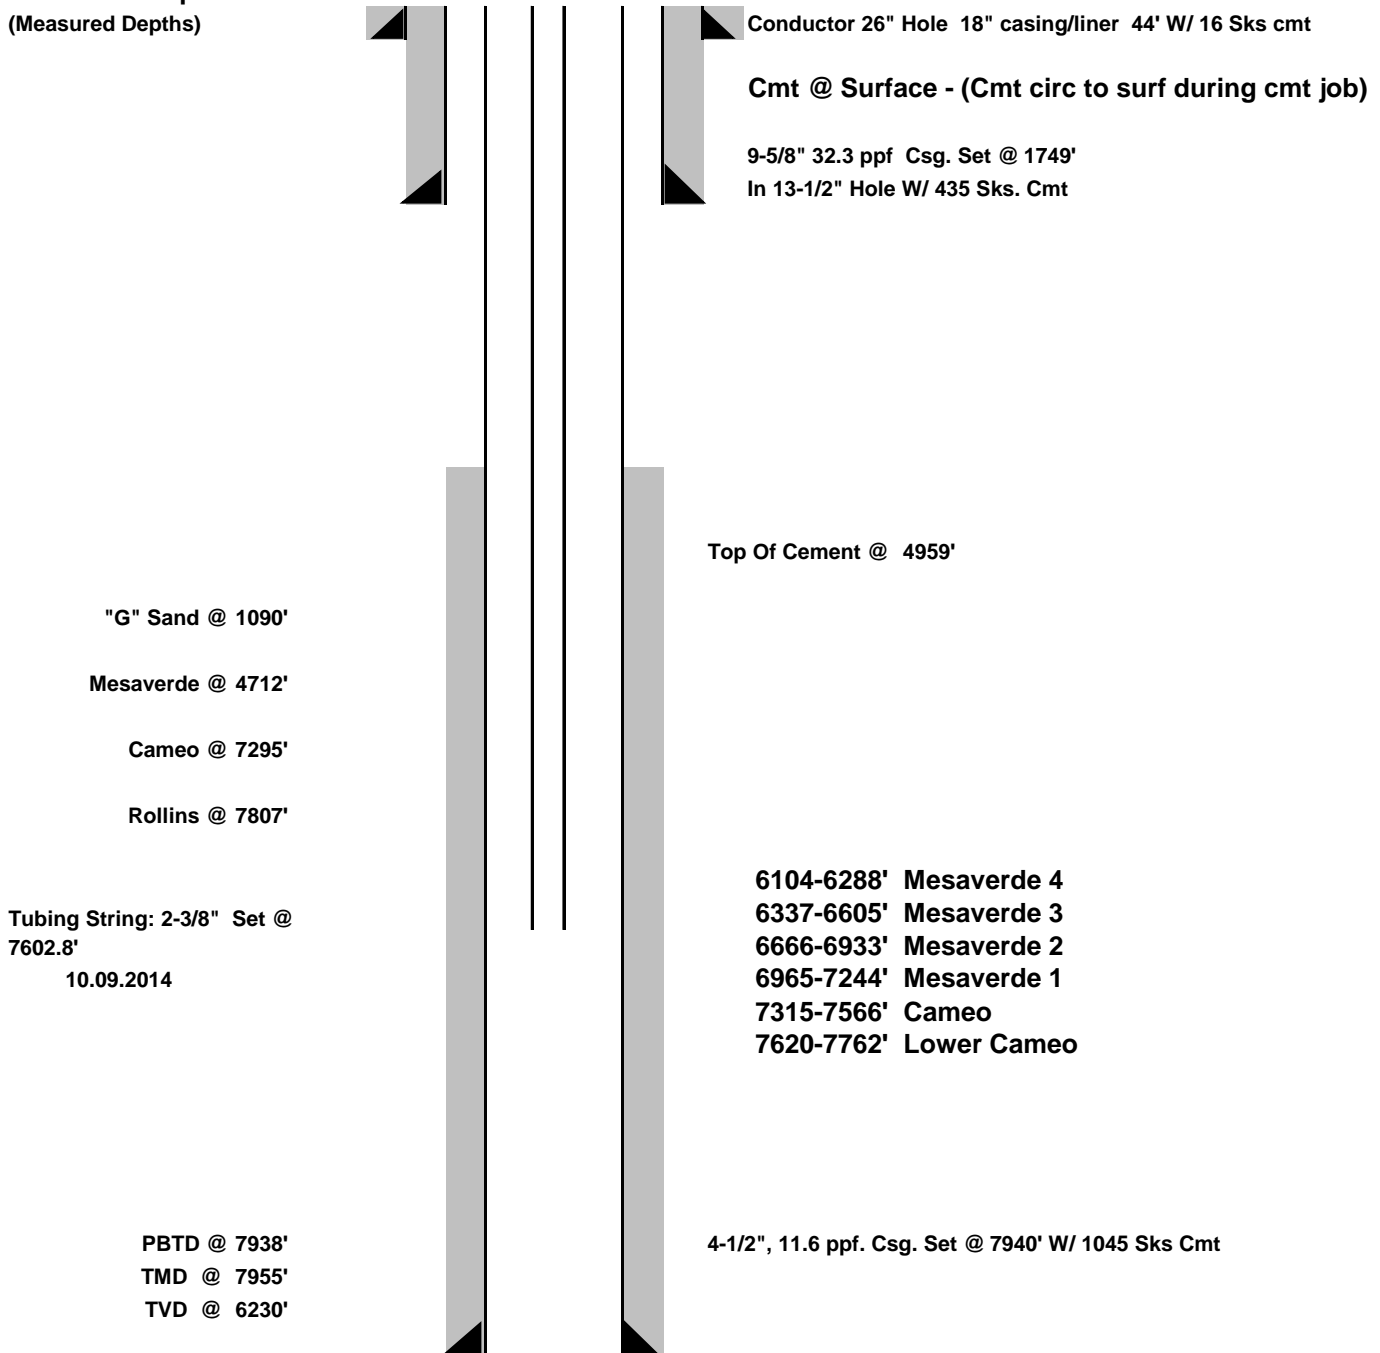 (Measured Depths)
Conductor 26" Hole 18" casing/liner 44' W/ 16 Sks cmt
Cmt @ Surface - (Cmt circ to surf during cmt job)
9-5/8" 32.3 ppf Csg. Set @ 1749'
In 13-1/2" Hole W/ 435 Sks. Cmt
Top Of Cement @ 4959'
"G" Sand @ 1090'
Mesaverde @ 4712'
Cameo @ 7295'
Rollins @ 7807'
Tubing String: 2-3/8" Set @
7602.8'
10.09.2014
6104-6288' Mesaverde 4
6337-6605' Mesaverde 3
6666-6933' Mesaverde 2
6965-7244' Mesaverde 1
7315-7566' Cameo
7620-7762' Lower Cameo
PBTD @ 7938'
TMD @ 7955'
TVD @ 6230'
4-1/2", 11.6 ppf. Csg. Set @ 7940' W/ 1045 Sks Cmt